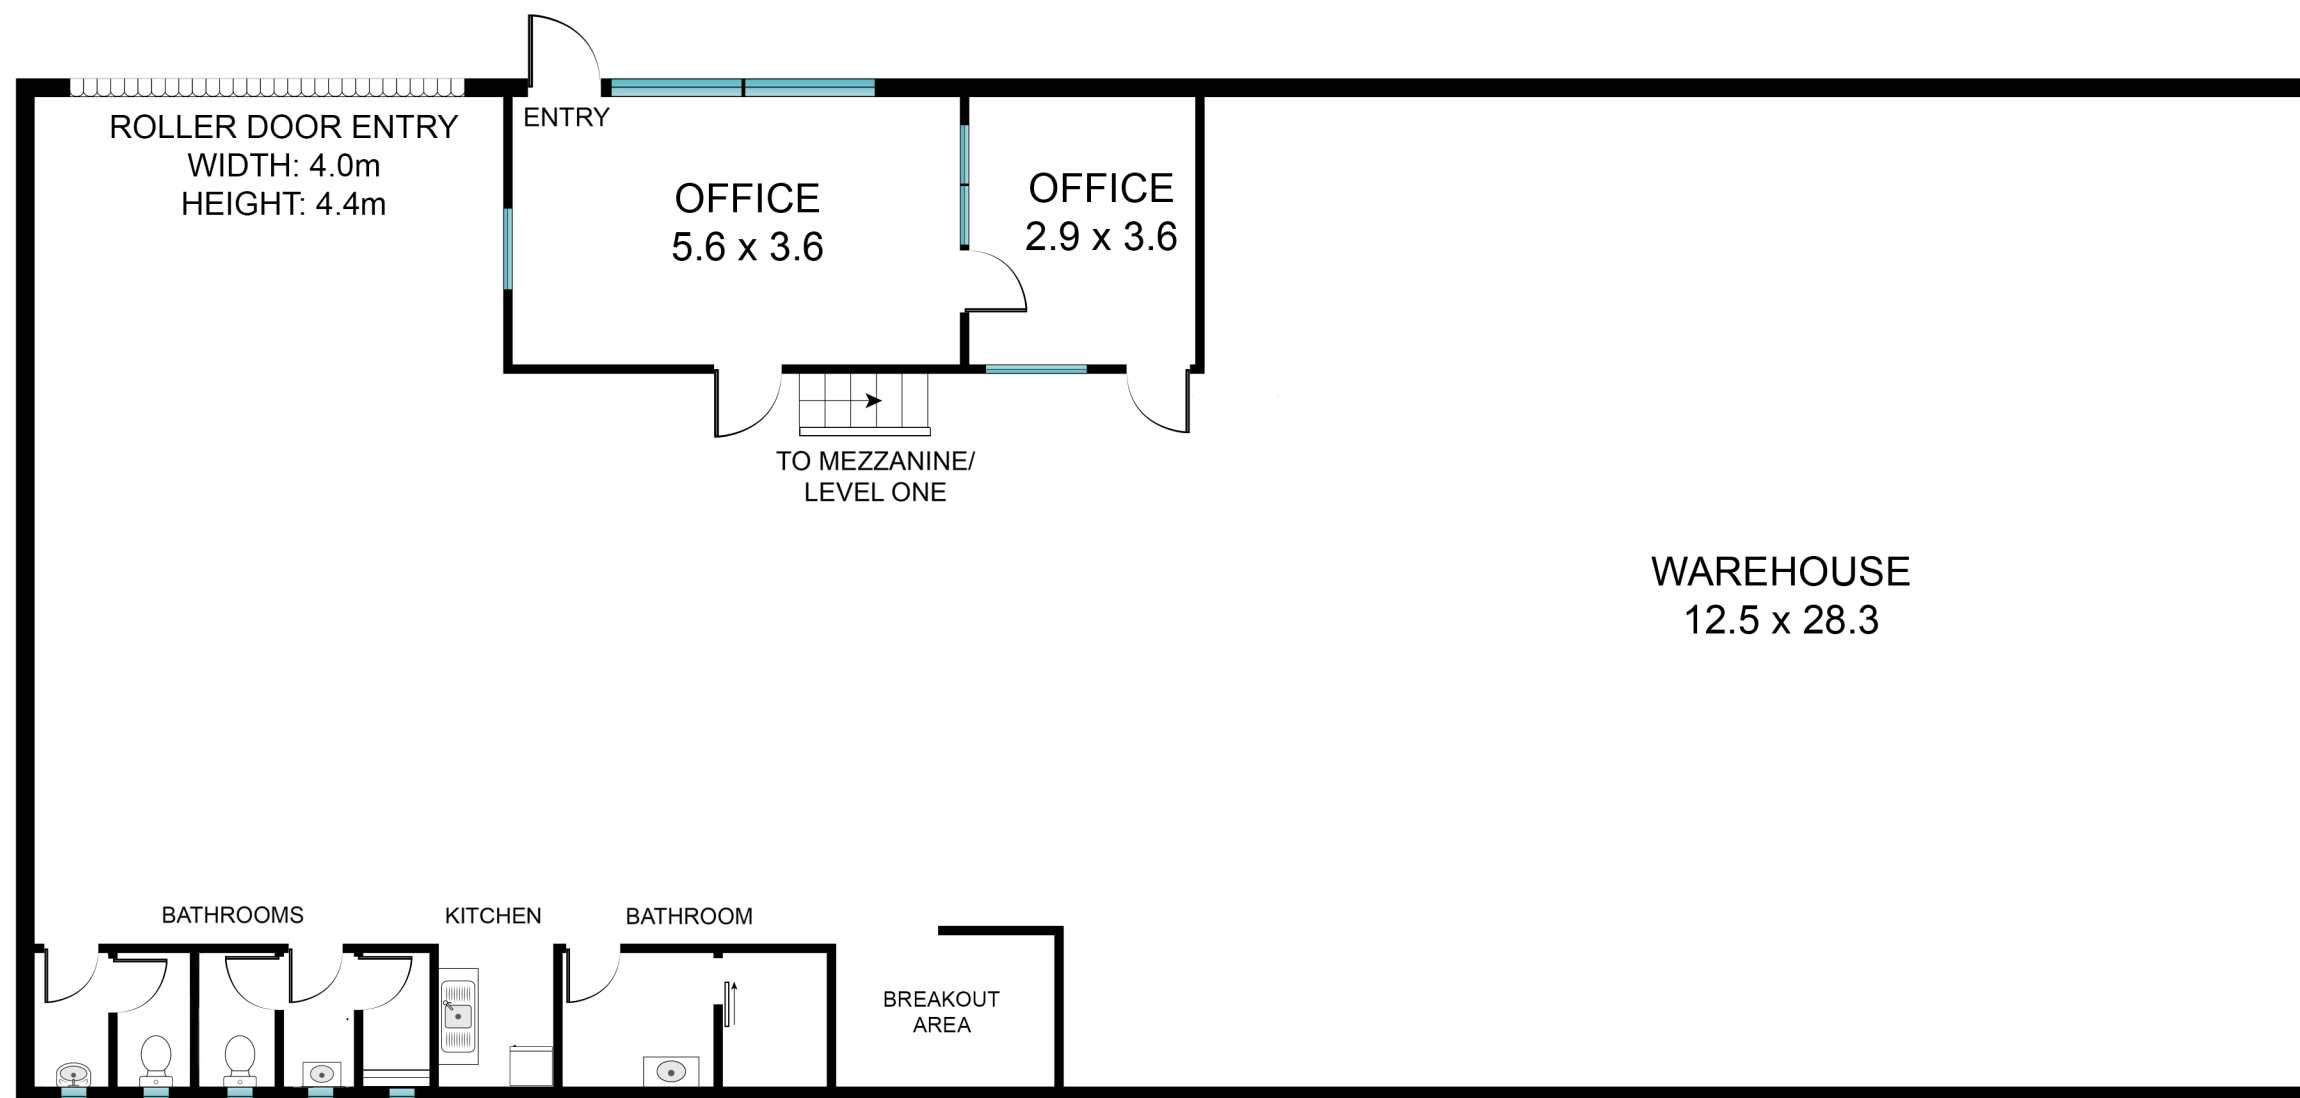 ROLLER DOOR ENTRY
WIDTH: 4.0m
HEIGHT: 4.4m
ENTRY
OFFICE
5.6 x 3.6
OFFICE
2.9 x 3.6
TO MEZZANINE/
LEVEL ONE
WAREHOUSE
12.5 x 28.3
BATHROOMS
KITCHEN
BATHROOM
BREAKOUT
AREA